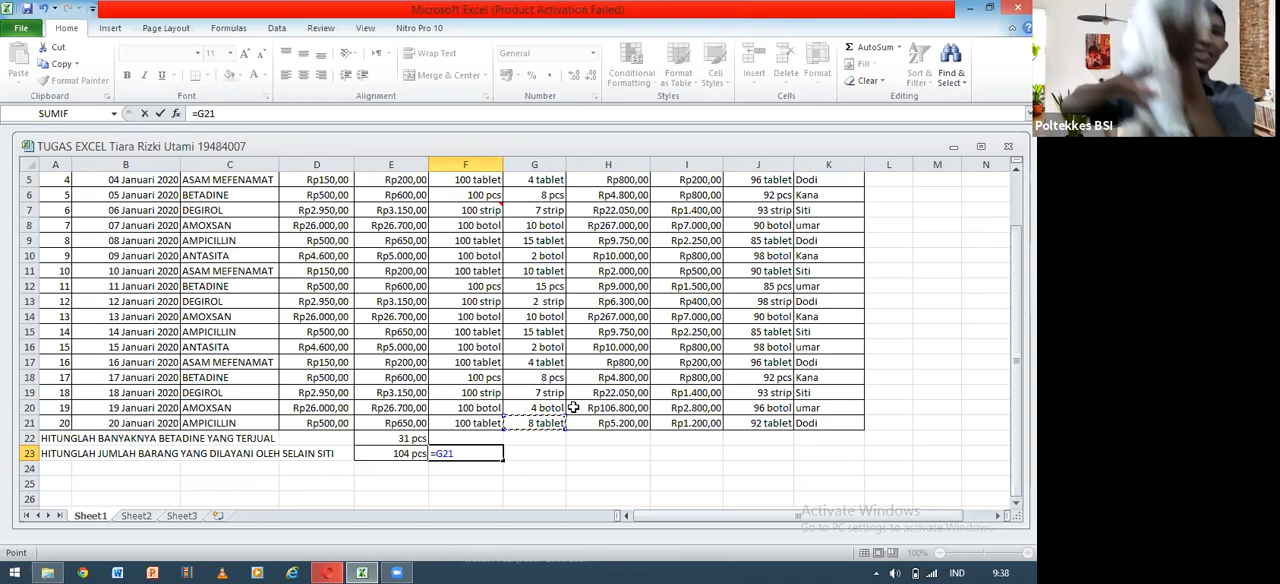 Microsoft Excel (Product Activation Failed)
File Home Insert Page Layout Formulas Data Review View Nitro Pro 10
Paste Cut Copy Format Painter Clipboard
11 B I U Font
Wrap Text Merge & Center Alignment
General % , Number
Conditional Formatting Format as Table Cell Styles Styles
Insert Delete Format Cells
Σ AutoSum Fill Clear Sort & Filter Find & Select Editing
Poltekkes BSI
SUMIF fx =G21
TUGAS EXCEL Tiara Rizki Utami 19484007
A B C D E F G H I J K L M N
5 4 04 Januari 2020 ASAM MEFENAMAT Rp150,00 Rp200,00 100 tablet 4 tablet Rp800,00 Rp200,00 96 tablet Dodi
6 5 05 Januari 2020 BETADINE Rp500,00 Rp600,00 100 pcs 8 pcs Rp4.800,00 Rp800,00 92 pcs Kana
7 6 06 Januari 2020 DEGIROL Rp2.950,00 Rp3.150,00 100 strip 7 strip Rp22.050,00 Rp1.400,00 93 strip Siti
8 7 07 Januari 2020 AMOXSAN Rp26.000,00 Rp26.700,00 100 botol 10 botol Rp267.000,00 Rp7.000,00 90 botol umar
9 8 08 Januari 2020 AMPICILLIN Rp500,00 Rp650,00 100 tablet 15 tablet Rp9.750,00 Rp2.250,00 85 tablet Dodi
10 9 09 Januari 2020 ANTASITA Rp4.600,00 Rp5.000,00 100 botol 2 botol Rp10.000,00 Rp800,00 98 botol Kana
11 10 10 Januari 2020 ASAM MEFENAMAT Rp150,00 Rp200,00 100 tablet 10 tablet Rp2.000,00 Rp500,00 90 tablet Siti
12 11 11 Januari 2020 BETADINE Rp500,00 Rp600,00 100 pcs 15 pcs Rp9.000,00 Rp1.500,00 85 pcs umar
13 12 12 Januari 2020 DEGIROL Rp2.950,00 Rp3.150,00 100 strip 2 strip Rp6.300,00 Rp400,00 98 strip Dodi
14 13 13 Januari 2020 AMOXSAN Rp26.000,00 Rp26.700,00 100 botol 10 botol Rp267.000,00 Rp7.000,00 90 botol Kana
15 14 14 Januari 2020 AMPICILLIN Rp500,00 Rp650,00 100 tablet 15 tablet Rp9.750,00 Rp2.250,00 85 tablet Siti
16 15 15 Januari 2020 ANTASITA Rp4.600,00 Rp5.000,00 100 botol 2 botol Rp10.000,00 Rp800,00 98 botol umar
17 16 16 Januari 2020 ASAM MEFENAMAT Rp150,00 Rp200,00 100 tablet 4 tablet Rp800,00 Rp200,00 96 tablet Dodi
18 17 17 Januari 2020 BETADINE Rp500,00 Rp600,00 100 pcs 8 pcs Rp4.800,00 Rp800,00 92 pcs Kana
19 18 18 Januari 2020 DEGIROL Rp2.950,00 Rp3.150,00 100 strip 7 strip Rp22.050,00 Rp1.400,00 93 strip Siti
20 19 19 Januari 2020 AMOXSAN Rp26.000,00 Rp26.700,00 100 botol 4 botol Rp106.800,00 Rp2.800,00 96 botol umar
21 20 20 Januari 2020 AMPICILLIN Rp500,00 Rp650,00 100 tablet 8 tablet Rp5.200,00 Rp1.200,00 92 tablet Dodi
22 HITUNGLAH BANYAKNYA BETADINE YANG TERJUAL 31 pcs
23 HITUNGLAH JUMLAH BARANG YANG DILAYANI OLEH SELAIN SITI 104 pcs =G21
24
25
26
Sheet1 Sheet2 Sheet3
Activate Windows
Go to PC settings to activate Windows.
Point 100%
IND 9:38